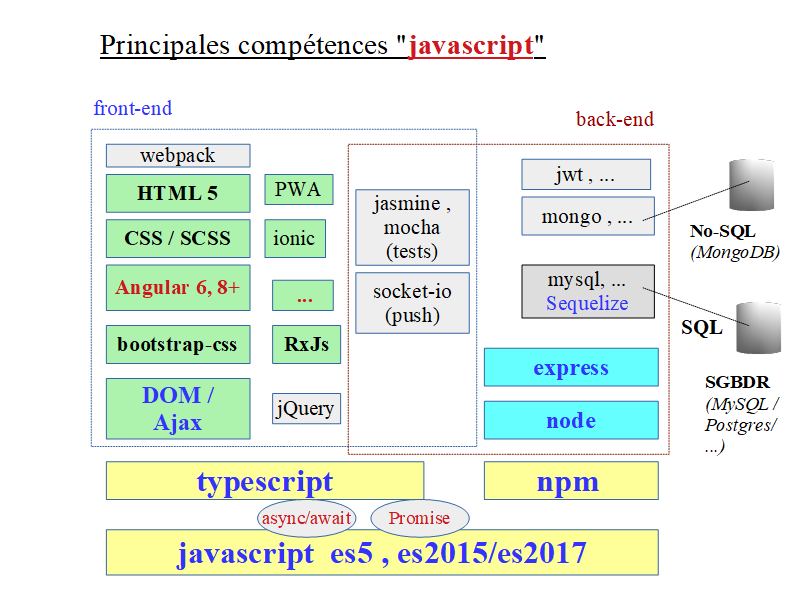 Principales compétences "javascript"
front-end
back-end
webpack
HTML 5
PWA
CSS / SCSS
ionic
Angular 6, 8+
...
bootstrap-css
RxJs
DOM /
Ajax
jQuery
jasmine ,
mocha
(tests)
socket-io
(push)
jwt , ...
mongo , ...
mysql, ...
Sequelize
express
node
No-SQL
(MongoDB)
SQL
SGBDR
(MySQL /
Postgres/
...)
typescript
npm
async/await
Promise
javascript es5 , es2015/es2017